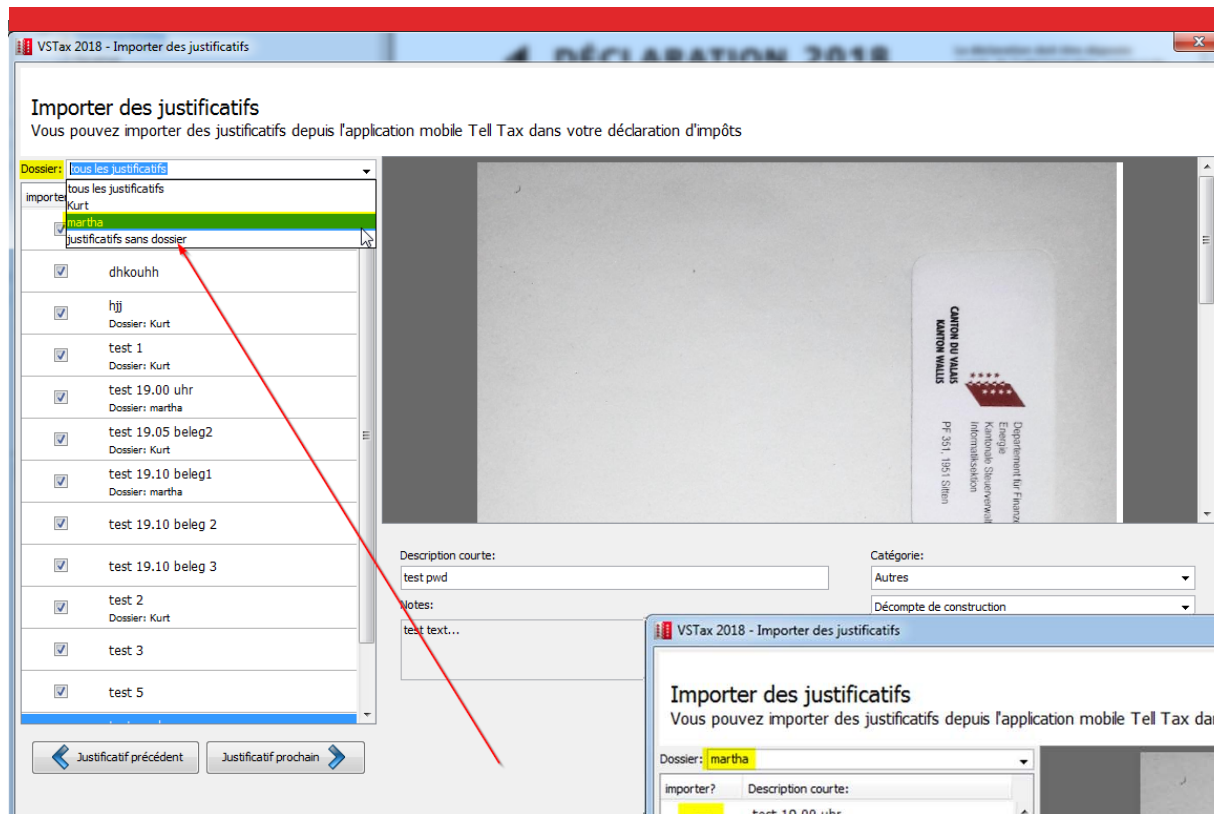 VSTax 2018 - Importer des justificatifs
DÉCLARATION 2018
Importer des justificatifs
Vous pouvez importer des justificatifs depuis l'application mobile Tell Tax dans votre déclaration d'impôts
Dossier: tous les justificatifs
importe
tous les justificatifs
Kurt
martha
justificatifs sans dossier
dhkouhh
hjj
Dossier: Kurt
test 1
Dossier: Kurt
test 19.00 uhr
Dossier: martha
test 19.05 beleg2
Dossier: Kurt
test 19.10 beleg1
Dossier: martha
test 19.10 beleg 2
test 19.10 beleg 3
test 2
Dossier: Kurt
test 3
test 5
Justificatif précédent
Justificatif prochain
CANTON DU VALAIS
KANTON WALLIS
Departement für Finanze
Energie
Kantonale Steuerverwalt
Informatiksektion
PF 351, 1951 Sitten
Description courte:
test pwd
Notes:
test text...
Catégorie:
Autres
Décompte de construction
VSTax 2018 - Importer des justificatifs
Importer des justificatifs
Vous pouvez importer des justificatifs depuis l'application mobile Tell Tax da
Dossier: martha
importer? Description courte:
test 19.00 uhr